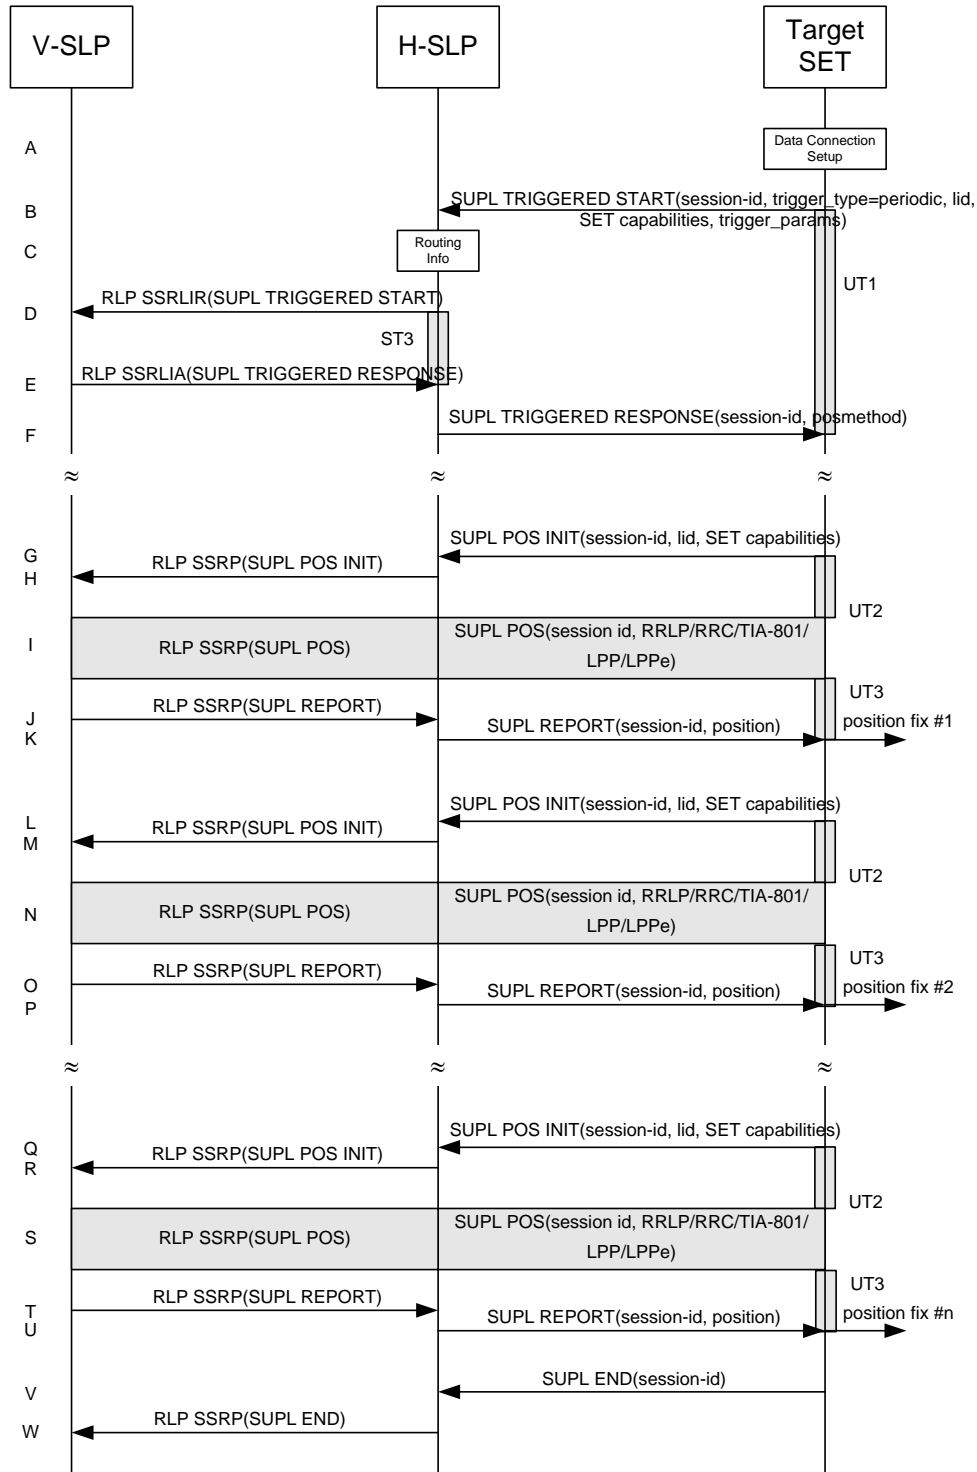 V-SLP
H-SLP
Target
SET
A
Data Connection
Setup
B
SUPL TRIGGERED START(session-id, trigger_type=periodic, lid,
SET capabilities, trigger_params)
C
Routing
Info
UT1
D
RLP SSRLIR(SUPL TRIGGERED START)
ST3
E
RLP SSRLIA(SUPL TRIGGERED RESPONSE)
F
SUPL TRIGGERED RESPONSE(session-id, posmethod)
≈ ≈ ≈
G
SUPL POS INIT(session-id, lid, SET capabilities)
H
RLP SSRP(SUPL POS INIT)
UT2
I
RLP SSRP(SUPL POS)
SUPL POS(session id, RRLP/RRC/TIA-801/
LPP/LPPe)
J
RLP SSRP(SUPL REPORT)
UT3
K
SUPL REPORT(session-id, position)
position fix #1
L
SUPL POS INIT(session-id, lid, SET capabilities)
M
RLP SSRP(SUPL POS INIT)
UT2
N
RLP SSRP(SUPL POS)
SUPL POS(session id, RRLP/RRC/TIA-801/
LPP/LPPe)
O
RLP SSRP(SUPL REPORT)
UT3
P
SUPL REPORT(session-id, position)
position fix #2
≈ ≈ ≈
Q
SUPL POS INIT(session-id, lid, SET capabilities)
R
RLP SSRP(SUPL POS INIT)
UT2
S
RLP SSRP(SUPL POS)
SUPL POS(session id, RRLP/RRC/TIA-801/
LPP/LPPe)
T
RLP SSRP(SUPL REPORT)
UT3
U
SUPL REPORT(session-id, position)
position fix #n
V
SUPL END(session-id)
W
RLP SSRP(SUPL END)